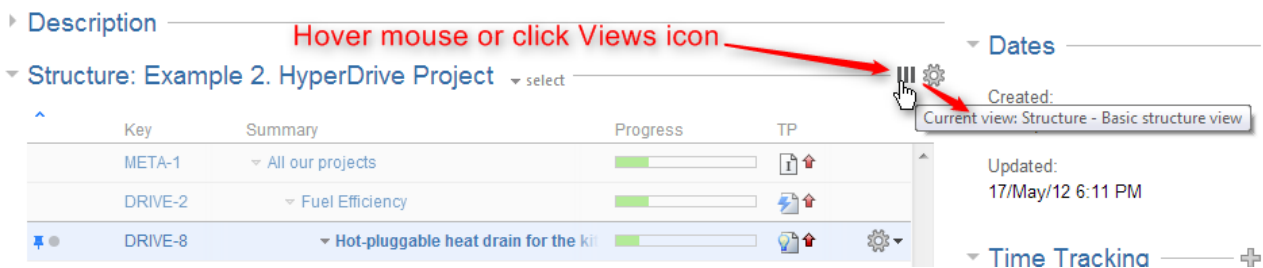 Description
Hover mouse or click Views icon
Structure: Example 2. HyperDrive Project select
Key Summary Progress TP
META-1 All our projects
DRIVE-2 Fuel Efficiency
DRIVE-8 Hot-pluggable heat drain for the
Dates
Created:
Current view: Structure - Basic structure view
Updated:
17/May/12 6:11 PM
Time Tracking